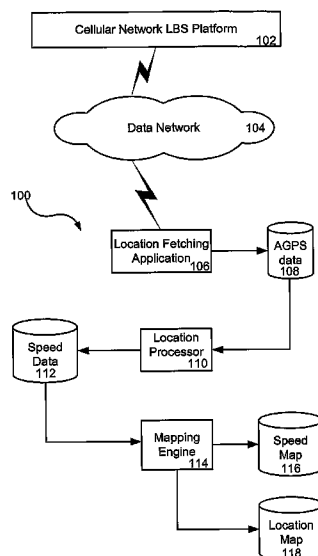 Cellular Network LBS Platform
102
Data Network
104
100
Location Fetching
Application
106
AGPS
data
108
Speed
Data
112
Location
Processor
110
Mapping
Engine
114
Speed
Map
116
Location
Map
118